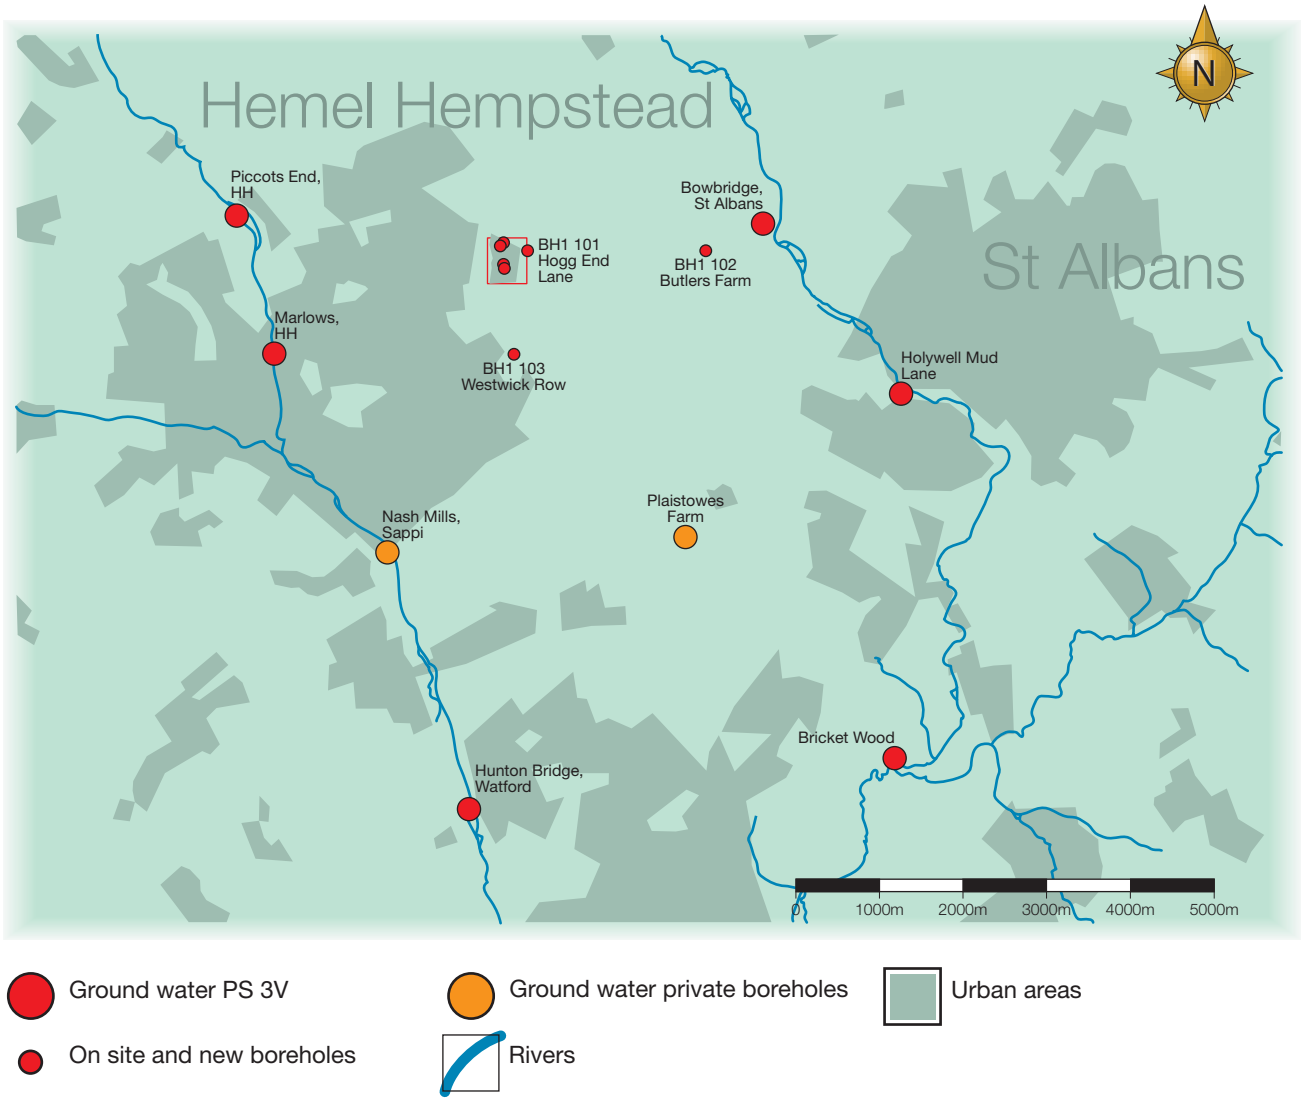 N
Hemel Hempstead
Piccots End,
HH
Bowbridge,
St Albans
BH1 101
Hogg End
Lane
BH1 102
Butlers Farm
St Albans
Marlows,
HH
BH1 103
Westwick Row
Holywell Mud
Lane
Nash Mills,
Sappi
Plaistowes
Farm
Bricket Wood
Hunton Bridge,
Watford
0 1000m 2000m 3000m 4000m 5000m
Ground water PS 3V
Ground water private boreholes
Urban areas
On site and new boreholes
Rivers